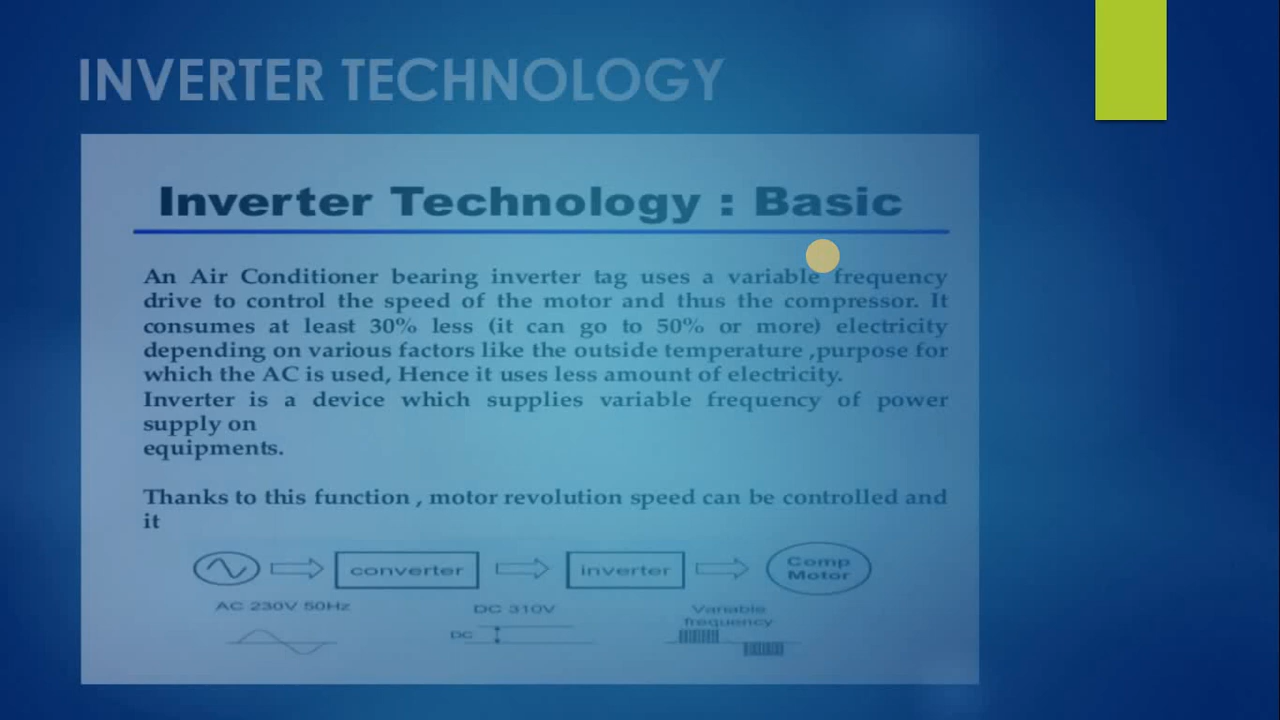 INVERTER TECHNOLOGY
Inverter Technology : Basic
An Air Conditioner bearing inverter tag uses a variable frequency
drive to control the speed of the motor and thus the compressor. It
consumes at least 30% less (it can go to 50% or more) electricity
depending on various factors like the outside temperature ,purpose for
which the AC is used, Hence it uses less amount of electricity.
Inverter is a device which supplies variable frequency of power
supply on
equipments.
Thanks to this function , motor revolution speed can be controlled and
it
converter
inverter
Comp
Motor
AC 230V 50Hz
DC 310V
Variable
frequency
DC